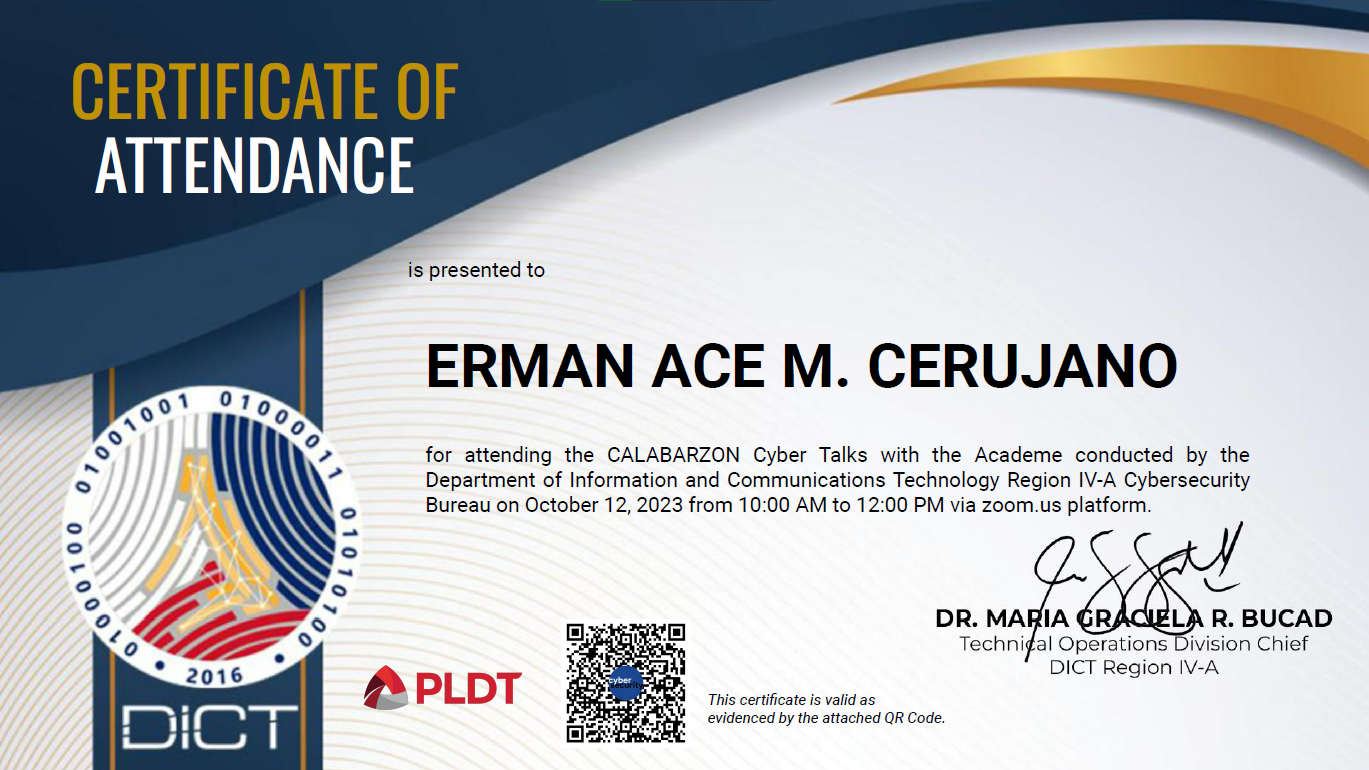 CERTIFICATE OF
ATTENDANCE
is presented to
ERMAN ACE M. CERUJANO
for attending the CALABARZON Cyber Talks with the Academe conducted by the
Department of Information and Communications Technology Region IV-A Cybersecurity
Bureau on October 12, 2023 from 10:00 AM to 12:00 PM via zoom.us platform.
DR. MARIA GRACIELA R. BUCAD
Technical Operations Division Chief
DICT Region IV-A
01000100 01001001 01000011 01010100
2016
DICT
PLDT
cyber
security
This certificate is valid as
evidenced by the attached QR Code.